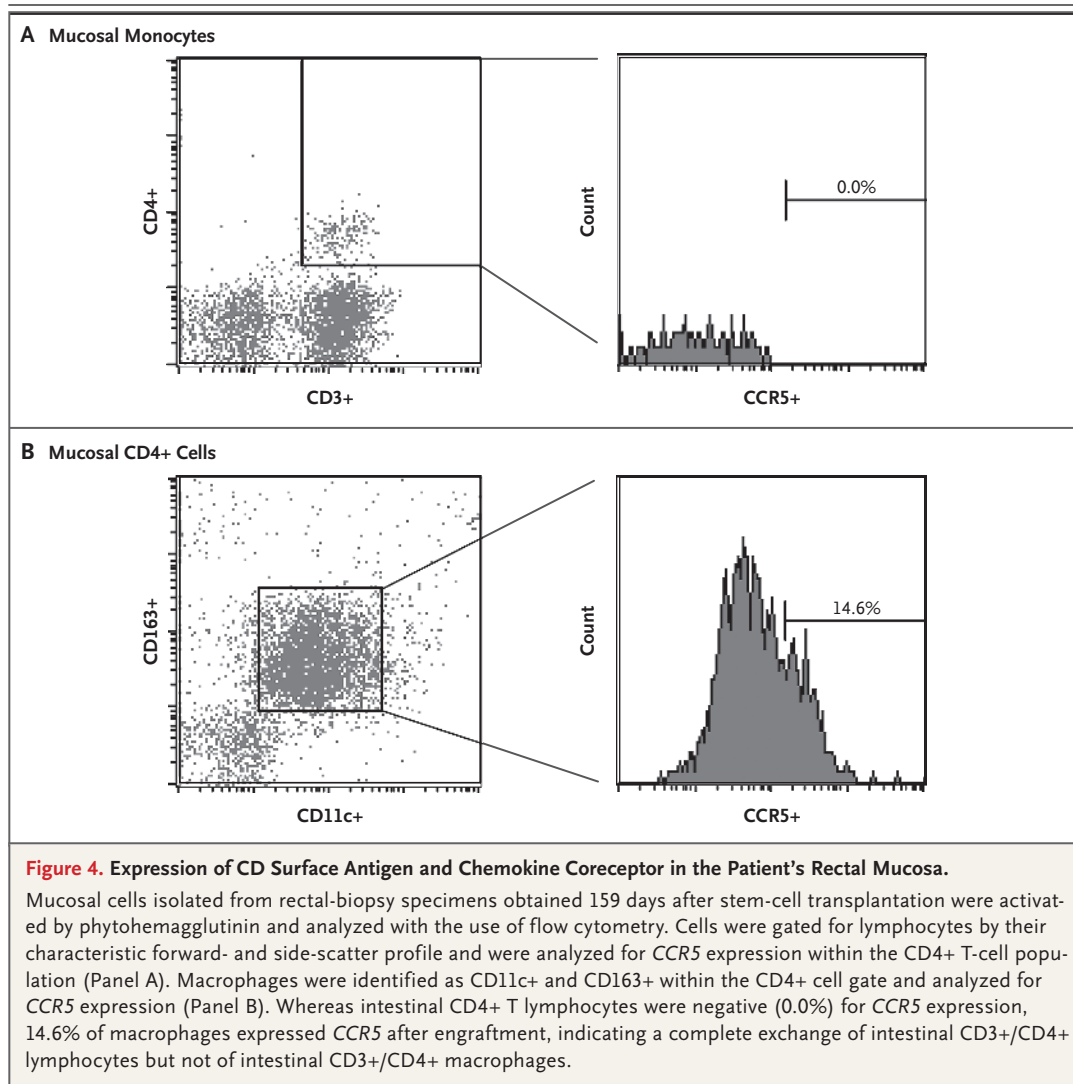 A Mucosal Monocytes
CD4+
CD3+
Count
0.0%
CCR5+
B Mucosal CD4+ Cells
CD163+
CD11c+
Count
14.6%
CCR5+
Figure 4. Expression of CD Surface Antigen and Chemokine Coreceptor in the Patient's Rectal Mucosa.
Mucosal cells isolated from rectal-biopsy specimens obtained 159 days after stem-cell transplantation were activat-
ed by phytohemagglutinin and analyzed with the use of flow cytometry. Cells were gated for lymphocytes by their
characteristic forward- and side-scatter profile and were analyzed for CCR5 expression within the CD4+ T-cell popu-
lation (Panel A). Macrophages were identified as CD11c+ and CD163+ within the CD4+ cell gate and analyzed for
CCR5 expression (Panel B). Whereas intestinal CD4+ T lymphocytes were negative (0.0%) for CCR5 expression,
14.6% of macrophages expressed CCR5 after engraftment, indicating a complete exchange of intestinal CD3+/CD4+
lymphocytes but not of intestinal CD3+/CD4+ macrophages.